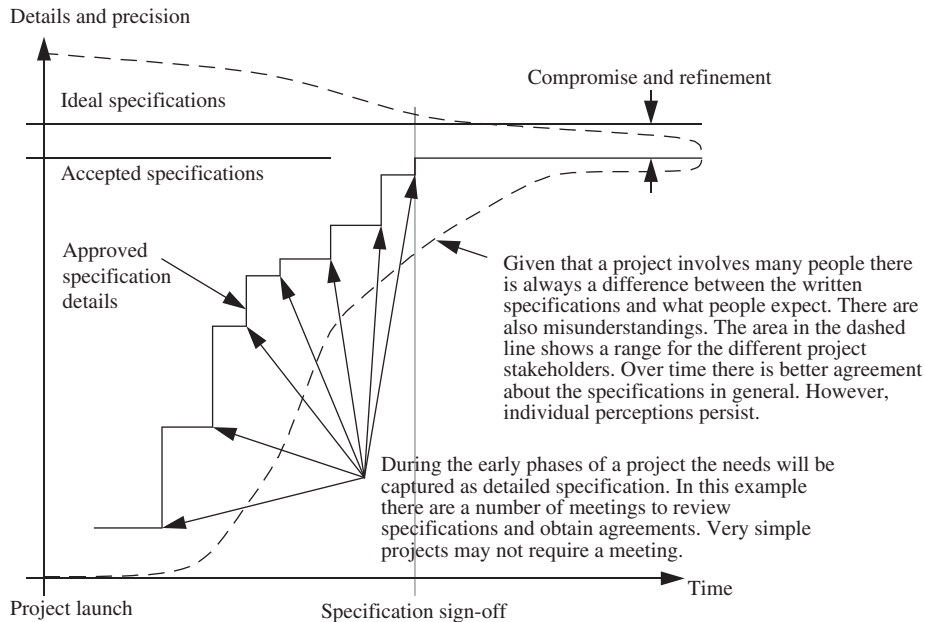 Details and precision
Compromise and refinement
Ideal specifications
Accepted specifications
Approved
specification
details
Given that a project involves many people there
is always a difference between the written
specifications and what people expect. There are
also misunderstandings. The area in the dashed
line shows a range for the different project
stakeholders. Over time there is better agreement
about the specifications in general. However,
individual perceptions persist.
During the early phases of a project the needs will be
captured as detailed specification. In this example
there are a number of meetings to review
specifications and obtain agreements. Very simple
projects may not require a meeting.
Time
Project launch
Specification sign-off